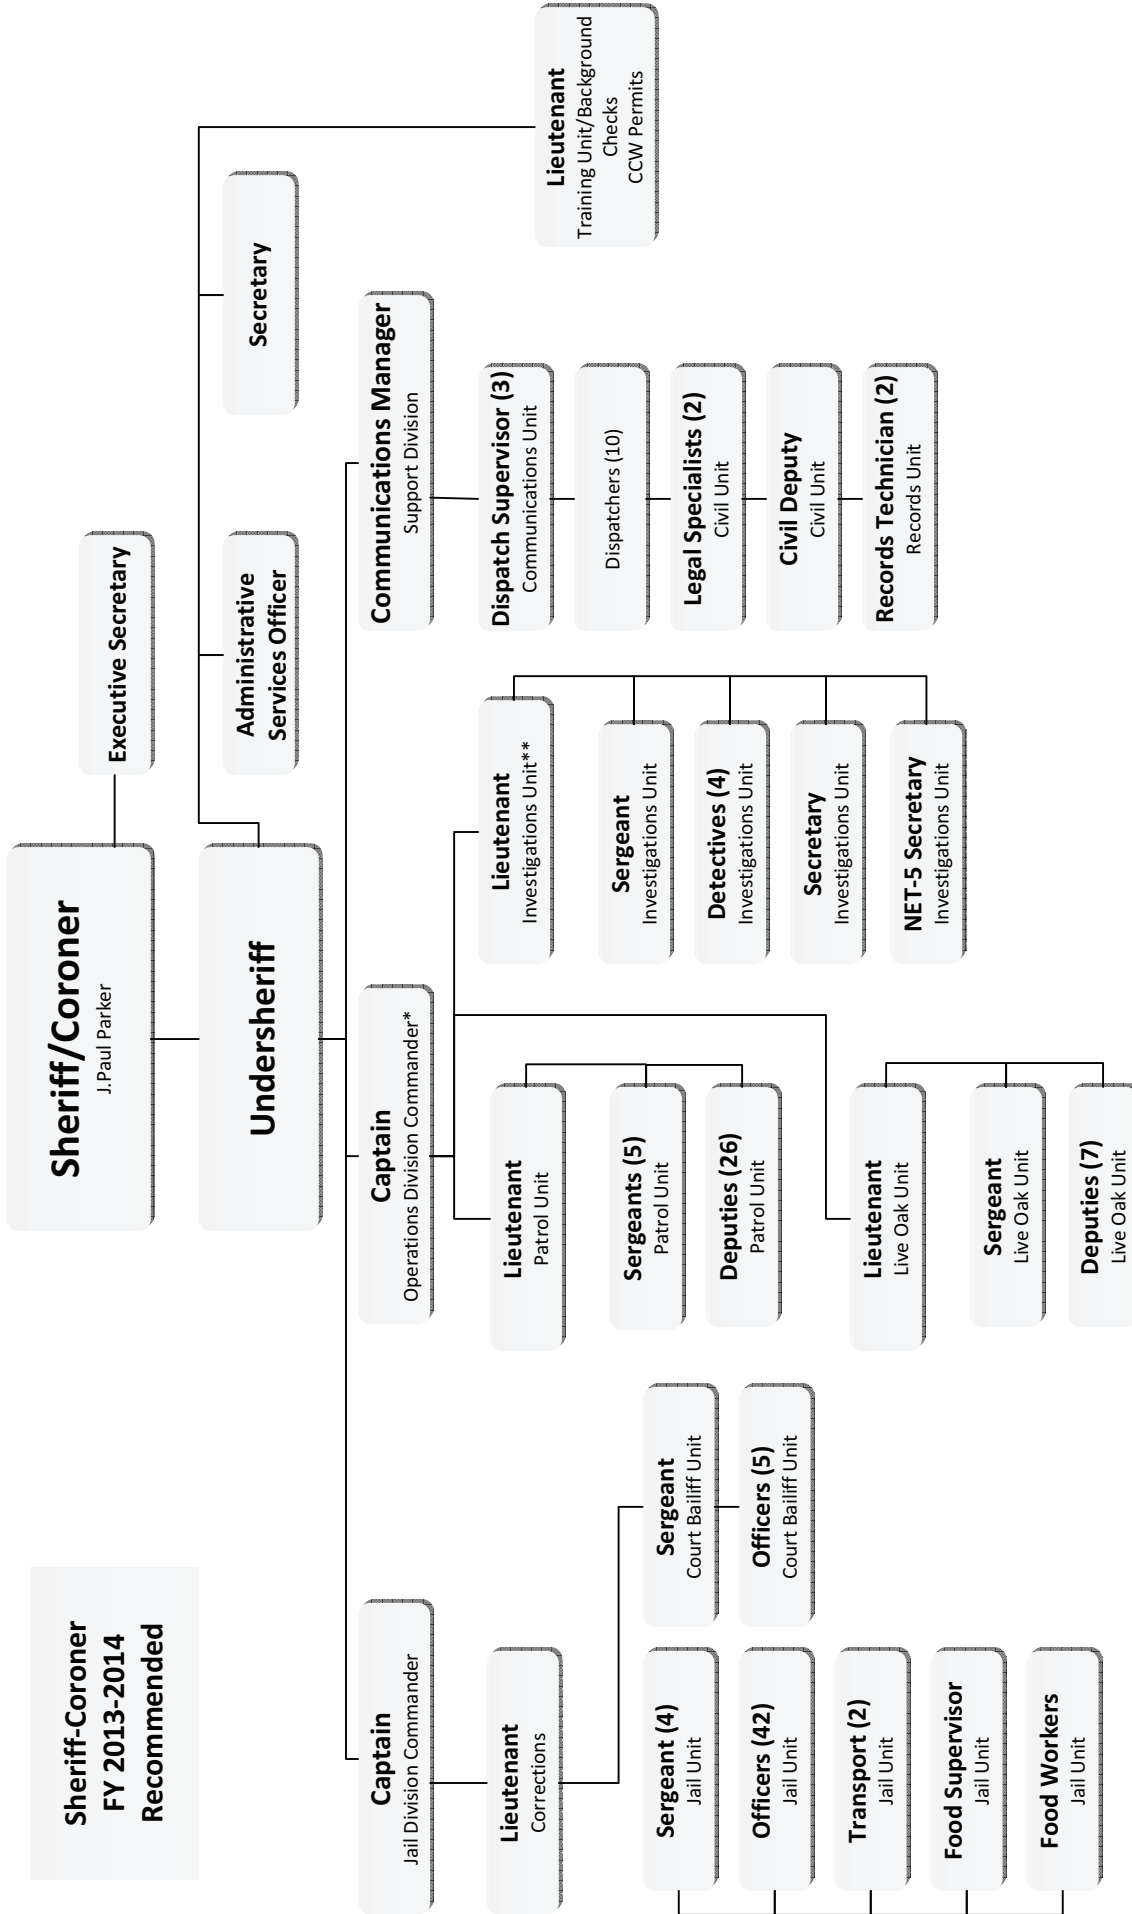 Sheriff-Coroner
FY 2013-2014
Recommended
Sheriff/Coroner
J.Paul Parker
Executive Secretary
Undersheriff
Administrative
Services Officer
Secretary
Lieutenant
Training Unit/Background
Checks
CCW Permits
Captain
Jail Division Commander
Lieutenant
Corrections
Sergeant (4)
Jail Unit
Officers (42)
Jail Unit
Transport (2)
Jail Unit
Food Supervisor
Jail Unit
Food Workers
Jail Unit
Sergeant
Court Bailiff Unit
Officers (5)
Court Bailiff Unit
Captain
Operations Division Commander*
Lieutenant
Patrol Unit
Sergeants (5)
Patrol Unit
Deputies (26)
Patrol Unit
Lieutenant
Live Oak Unit
Sergeant
Live Oak Unit
Deputies (7)
Live Oak Unit
Lieutenant
Investigations Unit**
Sergeant
Investigations Unit
Detectives (4)
Investigations Unit
Secretary
Investigations Unit
NET-5 Secretary
Investigations Unit
Communications Manager
Support Division
Dispatch Supervisor (3)
Communications Unit
Dispatchers (10)
Legal Specialists (2)
Civil Unit
Civil Deputy
Civil Unit
Records Technician (2)
Records Unit